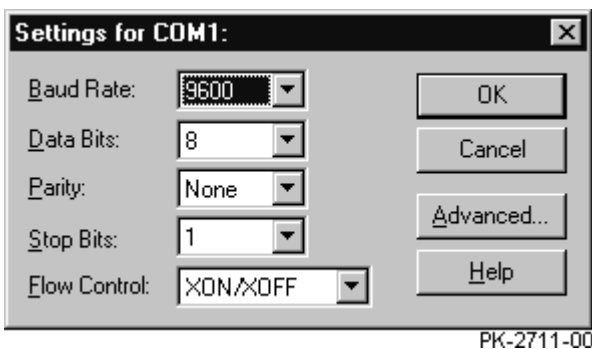 Settings for COM1:
Baud Rate: 9600 OK
Data Bits: 8 Cancel
Parity: None
Advanced...
Stop Bits: 1
Flow Control: XON/XOFF Help
PK-2711-00